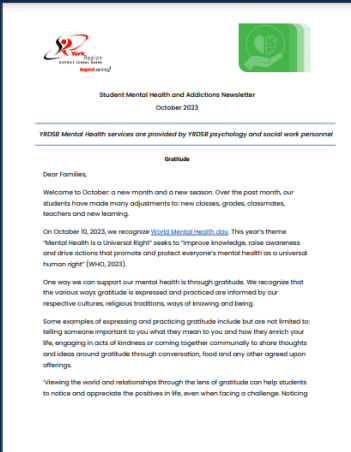 York
Region
DISTRICT SCHOOL BOARD
Inspire Learning!
Student Mental Health and Addictions Newsletter
October 2023
YRDSB Mental Health services are provided by YRDSB psychology and social work personnel
Gratitude
Dear Families,
Welcome to October: a new month and a new season. Over the past month, our
students have made many adjustments to: new classes, grades, classmates,
teachers and new learning.
On October 10, 2023, we recognize World Mental Health day. This year's theme
"Mental Health is a Universal Right" seeks to "improve knowledge, raise awareness
and drive actions that promote and protect everyone's mental health as a universal
human right" (WHO, 2023).
One way we can support our mental health is through gratitude. We recognize that
the various ways gratitude is expressed and practiced are informed by our
respective cultures, religious traditions, ways of knowing and being.
Some examples of expressing and practicing gratitude include but are not limited to:
telling someone important to you what they mean to you and how they enrich your
life, engaging in acts of kindness or coming together communally to share thoughts
and ideas around gratitude through conversation, food and any other agreed upon
offerings.
'Viewing the world and relationships through the lens of gratitude can help students
to notice and appreciate the positives in life, even when facing a challenge. Noticing